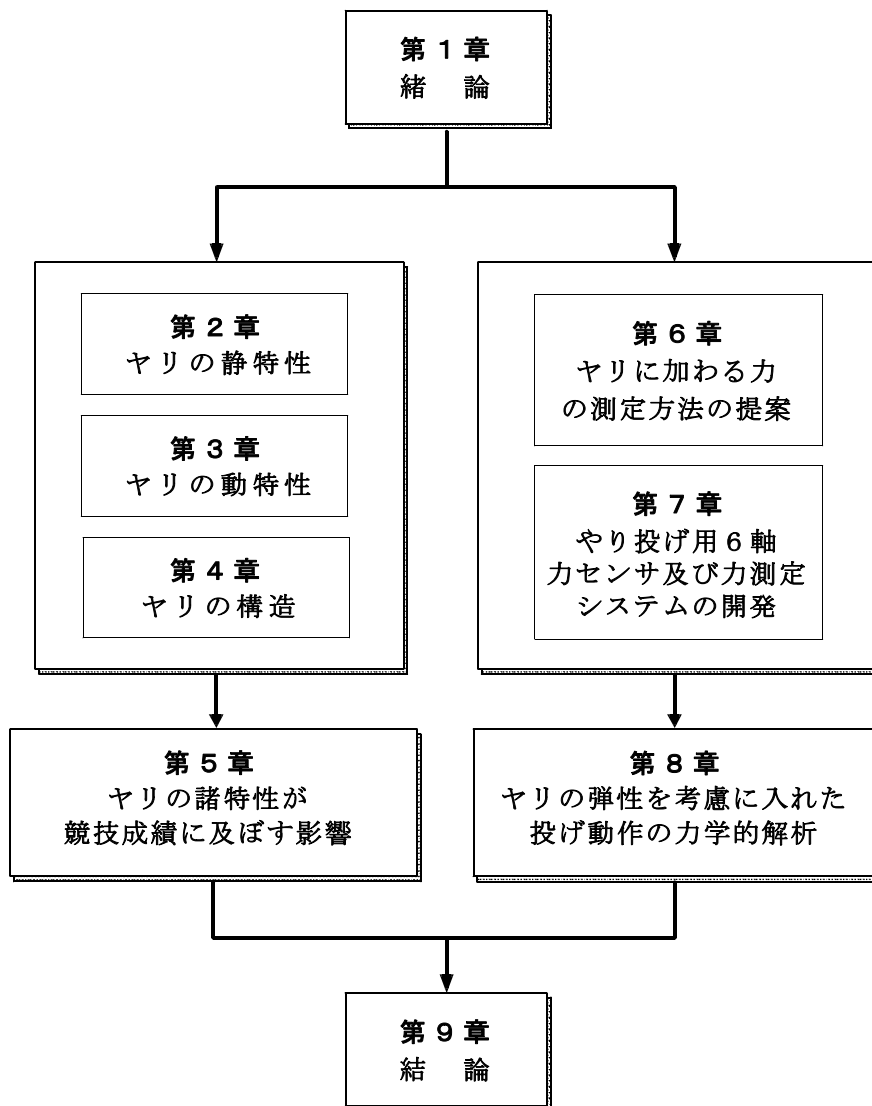 第１章
緒　論
第２章
ヤリの静特性
第３章
ヤリの動特性
第４章
ヤリの構造
第５章
ヤリの諸特性が
競技成績に及ぼす影響
第６章
ヤリに加わる力
の測定方法の提案
第７章
やり投げ用６軸
力センサ及び力測定
システムの開発
第８章
ヤリの弾性を考慮に入れた
投げ動作の力学的解析
第９章
結　論